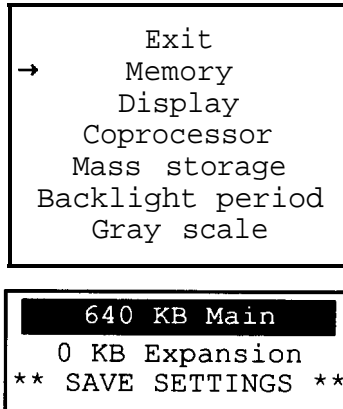 Exit
→ Memory
Display
Coprocessor
Mass storage
Backlight period
Gray scale
640 KB Main
0 KB Expansion
** SAVE SETTINGS **